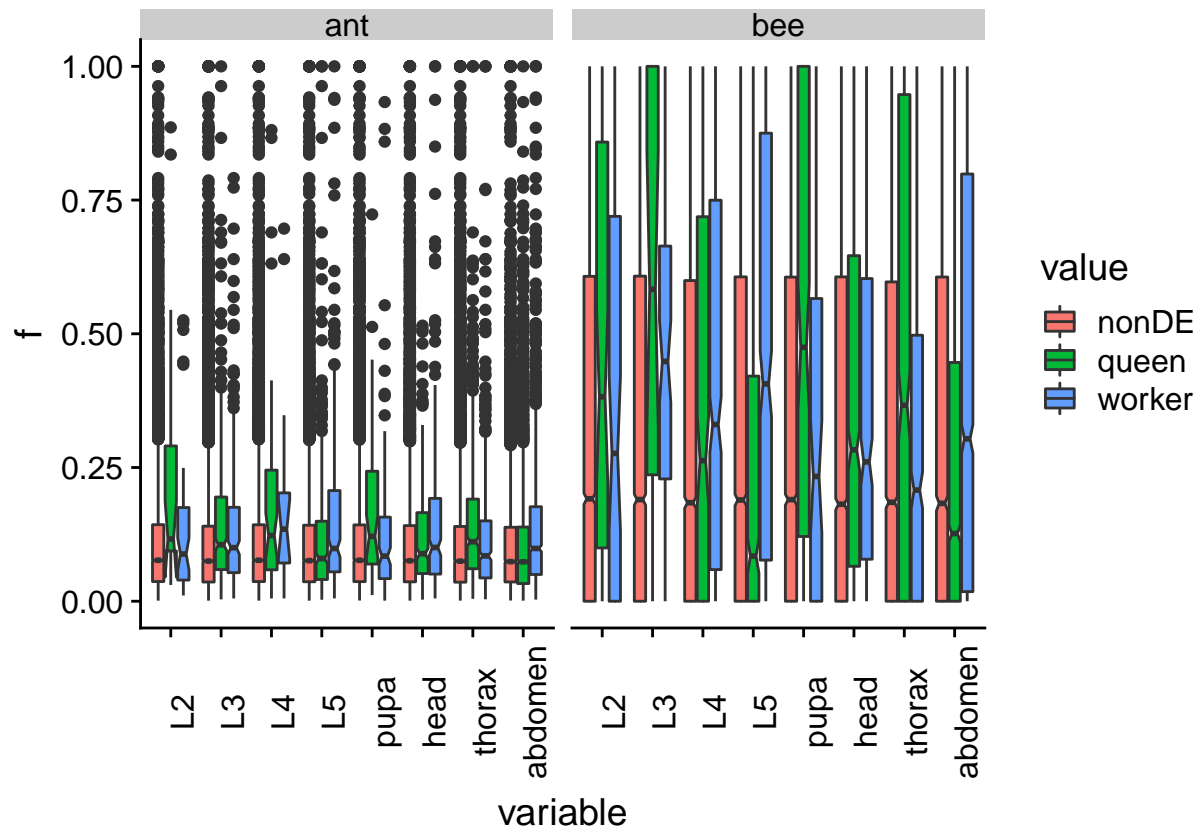 ant
bee
1.00
0.75
0.50
0.25
0.00
f
L2
L3
L4
L5
pupa
head
thorax
abdomen
L2
L3
L4
L5
pupa
head
thorax
abdomen
variable
value
nonDE
queen
worker